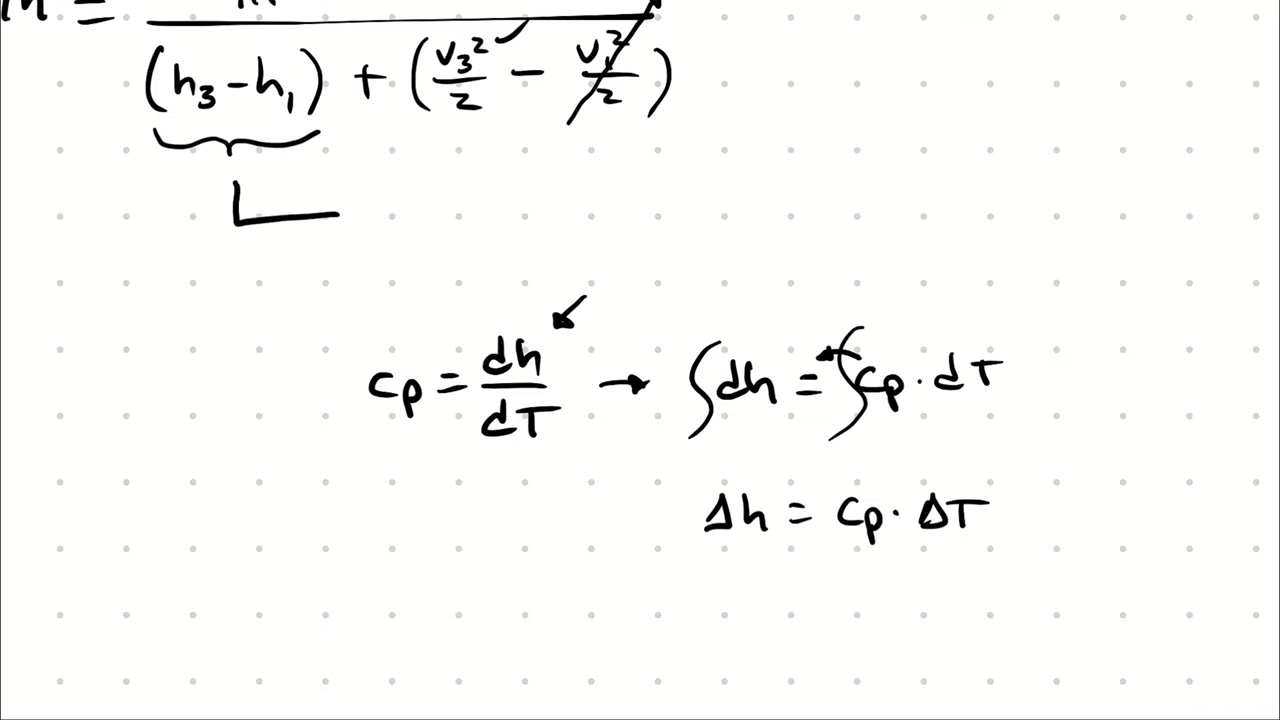 =
(h₃-h₁) + (V₃²/2 - V₁²/2)
cp = dh/dT → ∫dh = ∫cp·dT
Δh = cp·ΔT